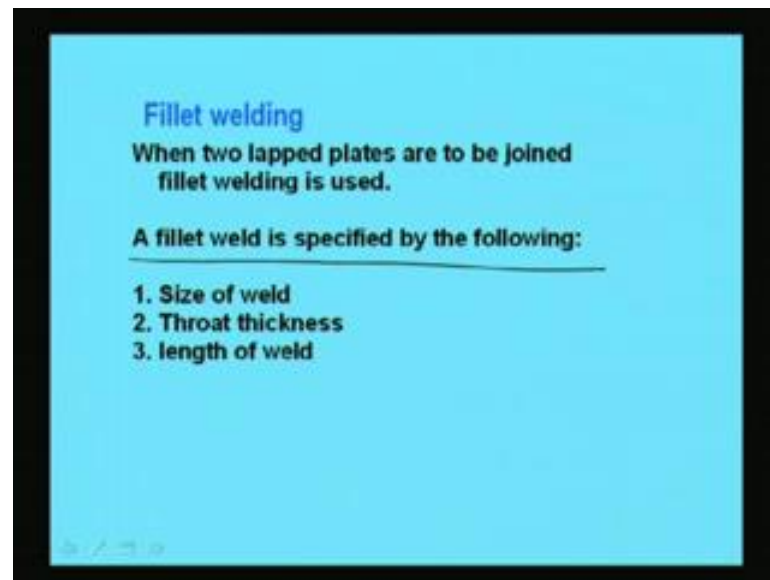 Fillet welding
When two lapped plates are to be joined
fillet welding is used.
A fillet weld is specified by the following:
1. Size of weld
2. Throat thickness
3. length of weld